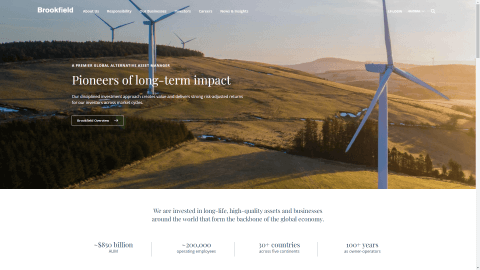 Brookfield
About Us Responsibility Our Businesses Investors Careers News & Insights
A PREMIER GLOBAL ALTERNATIVE ASSET MANAGER
Pioneers of long-term impact
Our disciplined investment approach creates value and delivers strong risk-adjusted returns
for our investors across market cycles.
Brookfield Overview
We are invested in long-life, high-quality assets and businesses
around the world that form the backbone of the global economy.
~$850 billion
AUM
~200,000
operating employees
30+ countries
across five continents
100+ years
as owner-operators